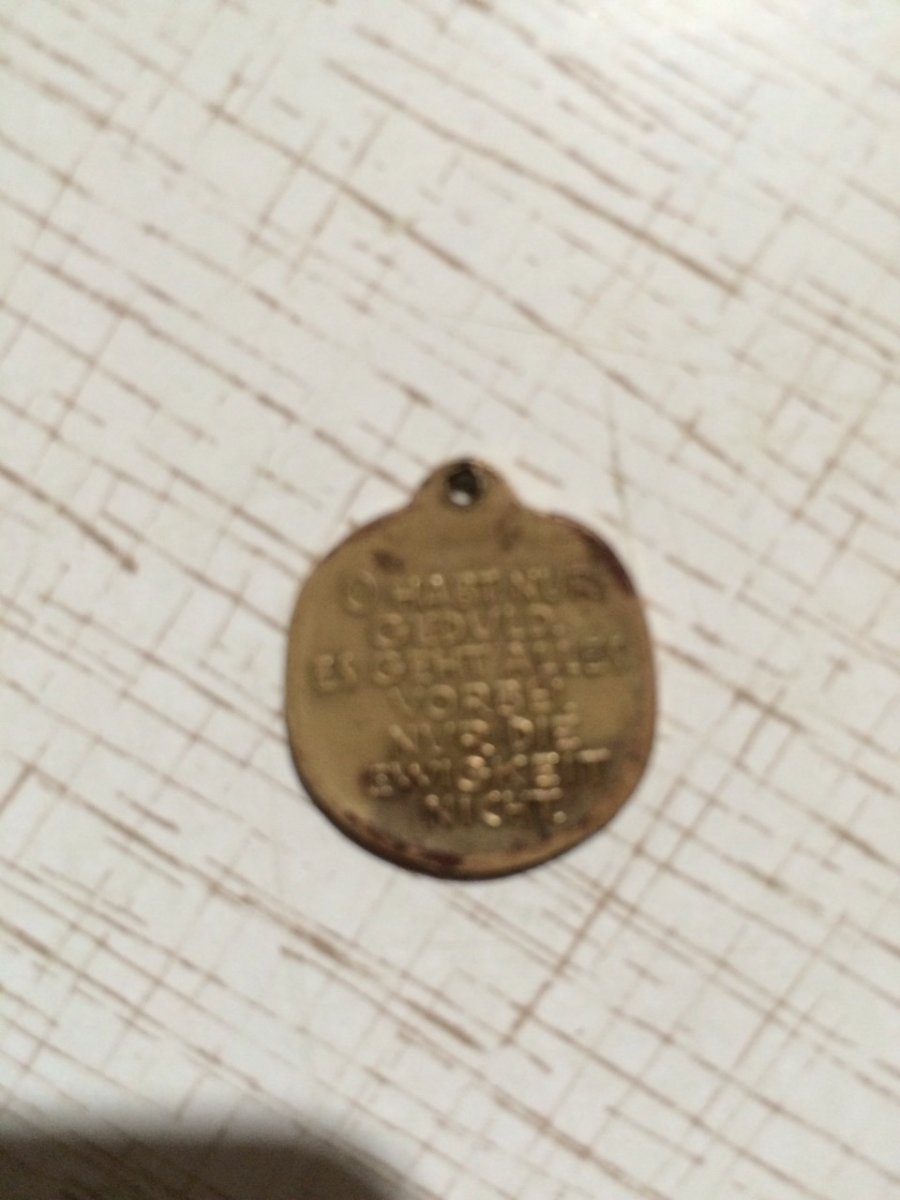 O HABT NUR
GEDULD.
ES GEHT ALLES
VORBEI
NUR DIE
EWIGKEIT
NICHT.